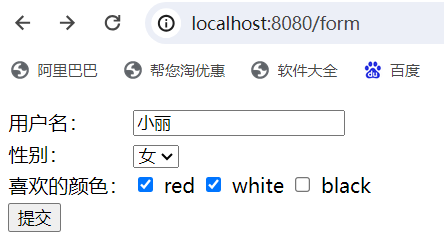 localhost:8080/form
阿里巴巴 帮您淘优惠 软件大全 百度
用户名： 小丽
性别： 女
喜欢的颜色： red white black
提交